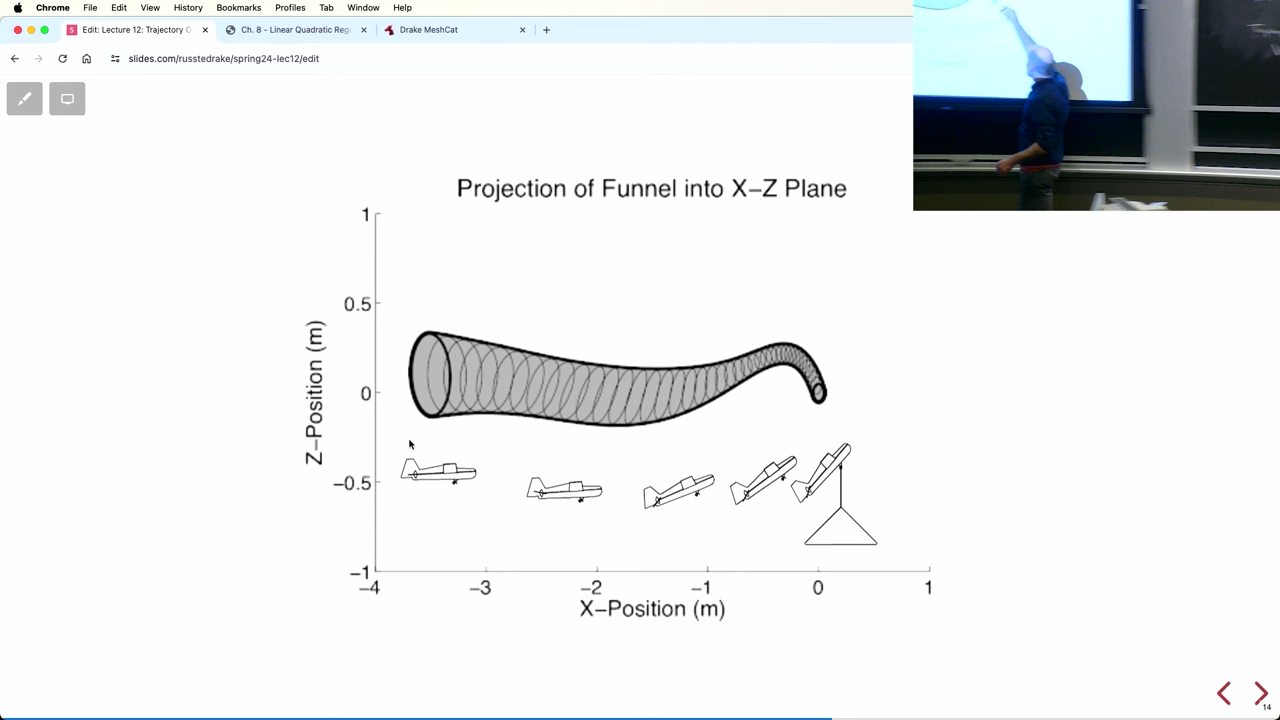 Chrome File Edit View History Bookmarks Profiles Tab Window Help
Edit: Lecture 12: Trajectory O
Ch. 8 - Linear Quadratic Regu
Drake MeshCat
slides.com/russtedrake/spring24-lec12/edit
Projection of Funnel into X−Z Plane
1
0.5
0
−0.5
−1
Z−Position (m)
−4 −3 −2 −1 0 1
X−Position (m)
14